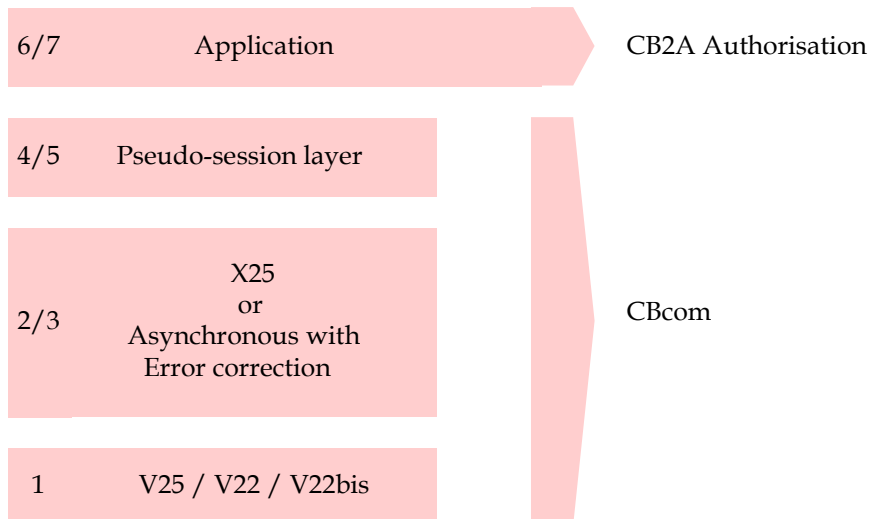 6/7 Application CB2A Authorisation
4/5 Pseudo-session layer
X25
or
2/3 Asynchronous with
Error correction
CBcom
1 V25 / V22 / V22bis